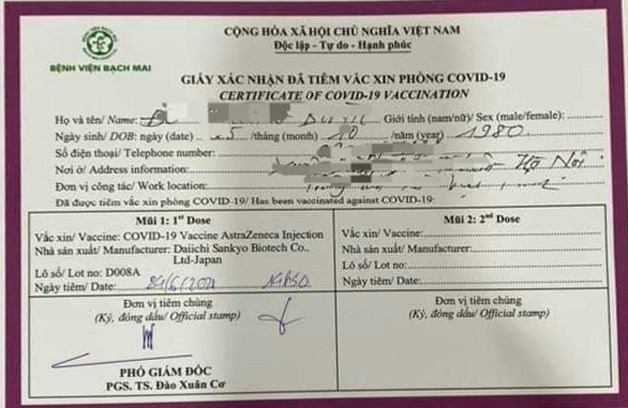 CỘNG HÒA XÃ HỘI CHỦ NGHĨA VIỆT NAM
Độc lập - Tự do - Hạnh phúc
BỆNH VIỆN BẠCH MAI
GIẤY XÁC NHẬN ĐÃ TIÊM VẮC XIN PHÒNG COVID-19
CERTIFICATE OF COVID-19 VACCINATION
Họ và tên/ Name: Giới tính (nam/nữ)/ Sex (male/female):
Ngày sinh/ DOB: ngày (date) /tháng (month) 10 /năm (year) 1980
Số điện thoại/ Telephone number:
Nơi ở/ Address information: Hà Nội
Đơn vị công tác/ Work location:
Đã được tiêm vắc xin phòng COVID-19/ Has been vaccinated against COVID-19:
Mũi 1: 1st Dose
Vắc xin/ Vaccine: COVID-19 Vaccine AstraZeneca Injection
Nhà sản xuất/ Manufacturer: Daiichi Sankyo Biotech Co.,
Ltd-Japan
Lô số/ Lot no: D008A
Ngày tiêm/ Date:
Đơn vị tiêm chủng
(Ký, đóng dấu/ Official stamp)
PHÓ GIÁM ĐỐC
PGS. TS. Đào Xuân Cơ
Mũi 2: 2nd Dose
Vắc xin/ Vaccine:
Nhà sản xuất/ Manufacturer:
Lô số/ Lot no:
Ngày tiêm/ Date:
Đơn vị tiêm chủng
(Ký, đóng dấu/ Official stamp)